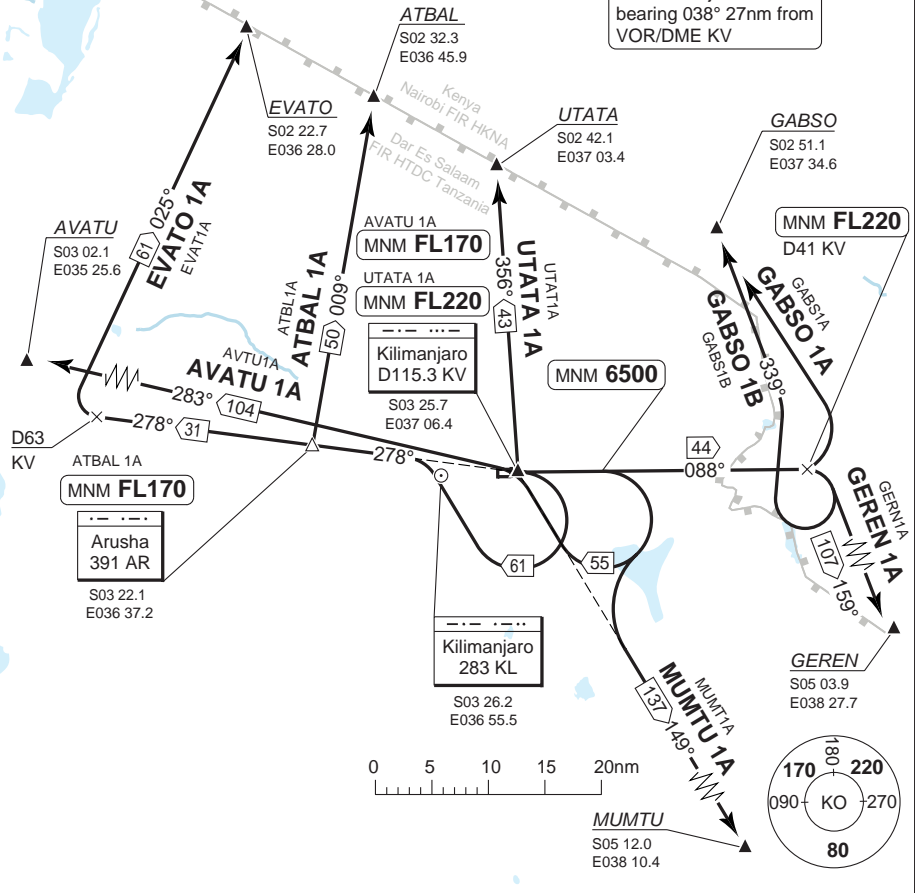 bearing 038° 27nm from
VOR/DME KV
ATBAL
S02 32.3
E036 45.9
EVATO
S02 22.7
E036 28.0
Kenya
Nairobi FIR HKNA
Dar Es Salaam
FIR HTDC Tanzania
UTATA
S02 42.1
E037 03.4
GABSO
S02 51.1
E037 34.6
AVATU
S03 02.1
E035 25.6
61 025°
EVATO 1A
EVAT1A
ATBL1A
ATBAL 1A
50 009°
AVATU 1A
MNM FL170
UTATA 1A
MNM FL220
Kilimanjaro
D115.3 KV
S03 25.7
E037 06.4
UTAT1A
UTATA 1A
356° 43
MNM FL220
D41 KV
GABS1A
GABSO 1A
GABSO 1B
GABS1B
339°
MNM 6500
AVTU1A
AVATU 1A
283° 104
D63
KV
278° 31
278°
44
088°
ATBAL 1A
MNM FL170
Arusha
391 AR
S03 22.1
E036 37.2
61
55
Kilimanjaro
283 KL
S03 26.2
E036 55.5
GERN1A
GEREN 1A
107 159°
GEREN
S05 03.9
E038 27.7
MUMT1A
MUMTU 1A
137 149°
MUMTU
S05 12.0
E038 10.4
0 5 10 15 20nm
180
170 220
090 KO 270
80